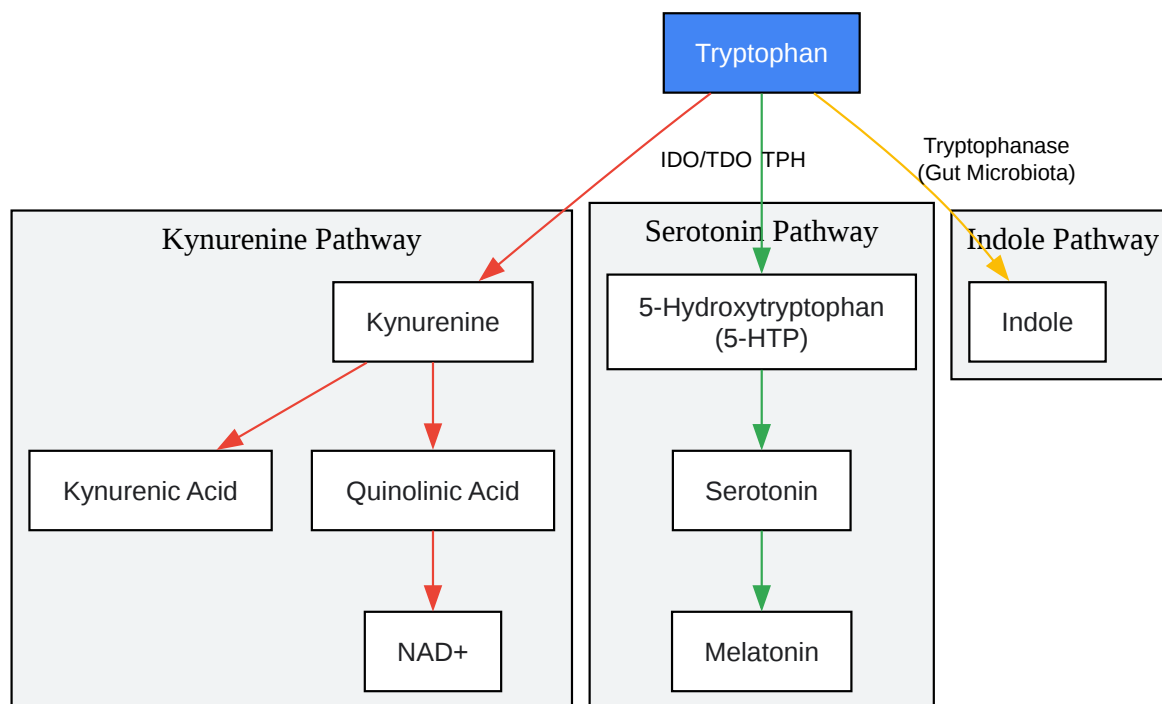 Tryptophan
IDO/TDO
TPH
Tryptophanase
(Gut Microbiota)
Kynurenine Pathway
Serotonin Pathway
Indole Pathway
Kynurenine
5-Hydroxytryptophan
(5-HTP)
Indole
Kynurenic Acid
Quinolinic Acid
Serotonin
NAD+
Melatonin